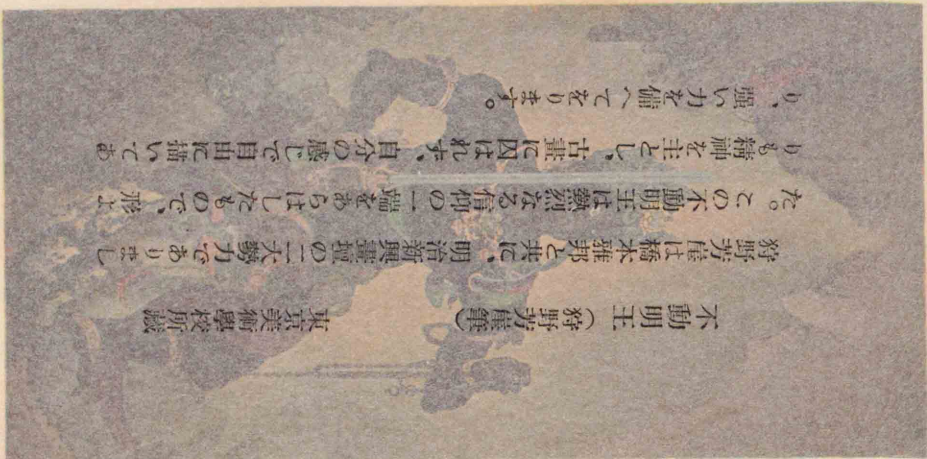 不動明王(狩野芳崖筆) 東京美術學校所藏
狩野芳崖は橋本雅邦と共に、明治新興畫壇の二大勢力でありまし
た。この不動明王は熱烈なる信仰の一端をあらはしたもので、形よ
りも精神を主とし、古畫に囚はれず、自分の感じで自由に描いてあ
り、强い力を備へてをります。